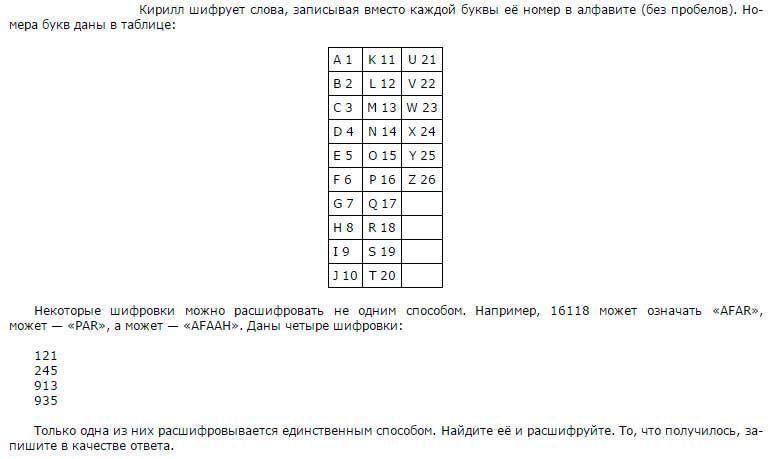 Кирилл шифрует слова, записывая вместо каждой буквы её номер в алфавите (без пробелов). Но-
мера букв даны в таблице:
A 1 K 11 U 21
B 2 L 12 V 22
C 3 M 13 W 23
D 4 N 14 X 24
E 5 O 15 Y 25
F 6 P 16 Z 26
G 7 Q 17
H 8 R 18
I 9 S 19
J 10 T 20
Некоторые шифровки можно расшифровать не одним способом. Например, 16118 может означать «AFAR»,
может — «PAR», а может — «AFAAH». Даны четыре шифровки:
121
245
913
935
Только одна из них расшифровывается единственным способом. Найдите её и расшифруйте. То, что получилось, за-
пишите в качестве ответа.